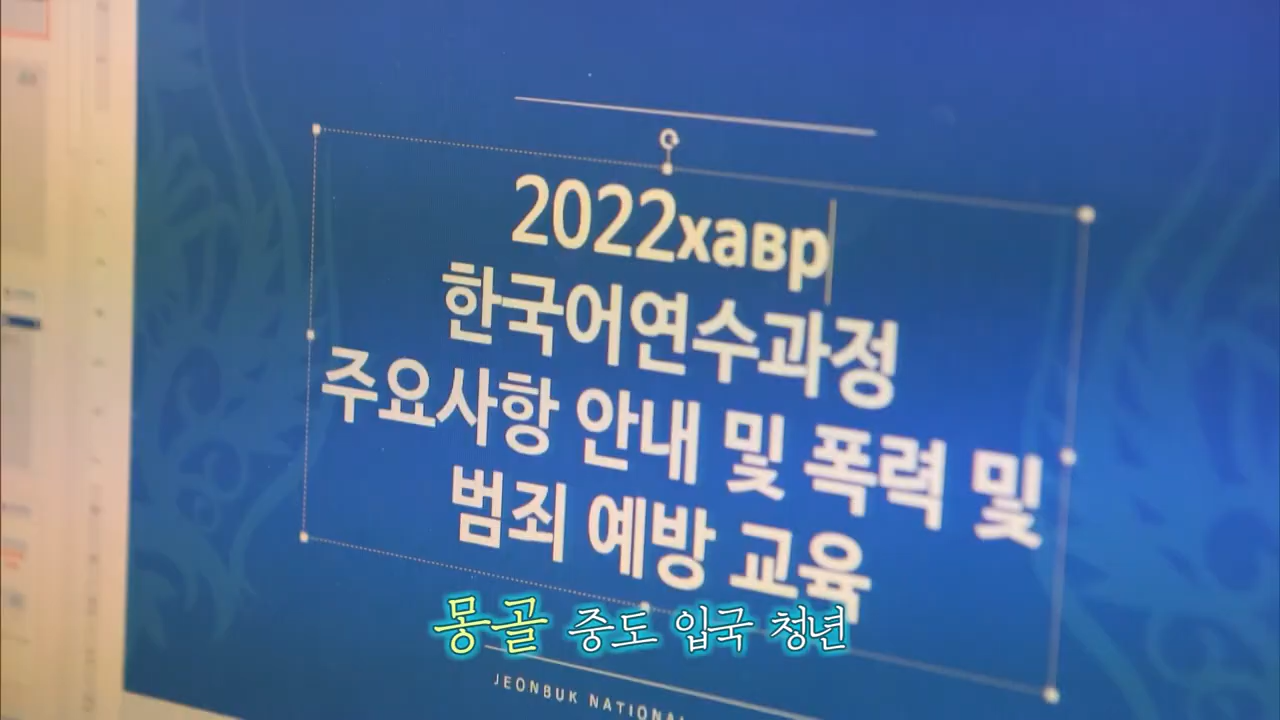 2022хавр
한국어연수과정
주요사항 안내 및 폭력 및
범죄 예방 교육
몽골 중도 입국 청년
JEONBUK NATIONAL